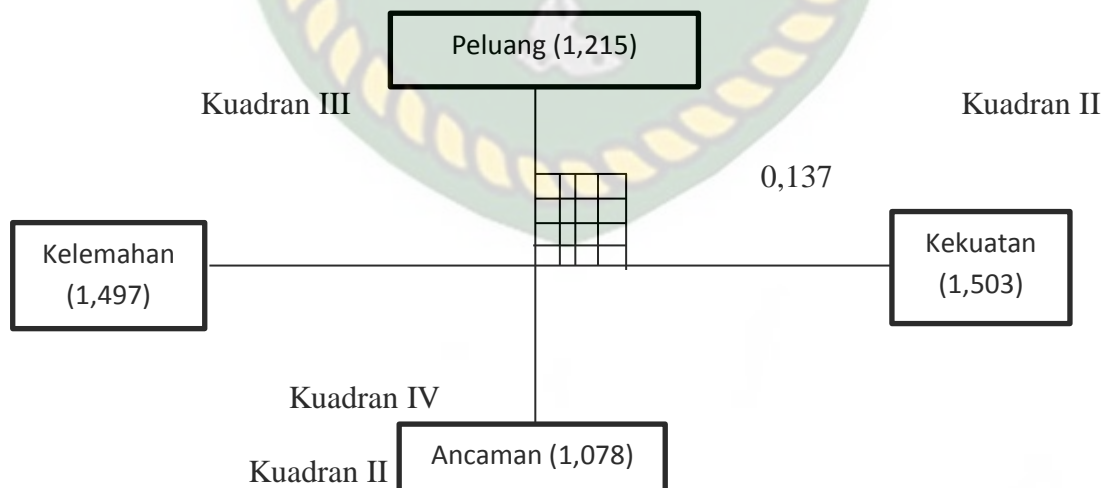 Peluang (1,215)
Kuadran III
Kuadran II
0,137
Kelemahan
(1,497)
Kekuatan
(1,503)
Kuadran IV
Ancaman (1,078)
Kuadran II